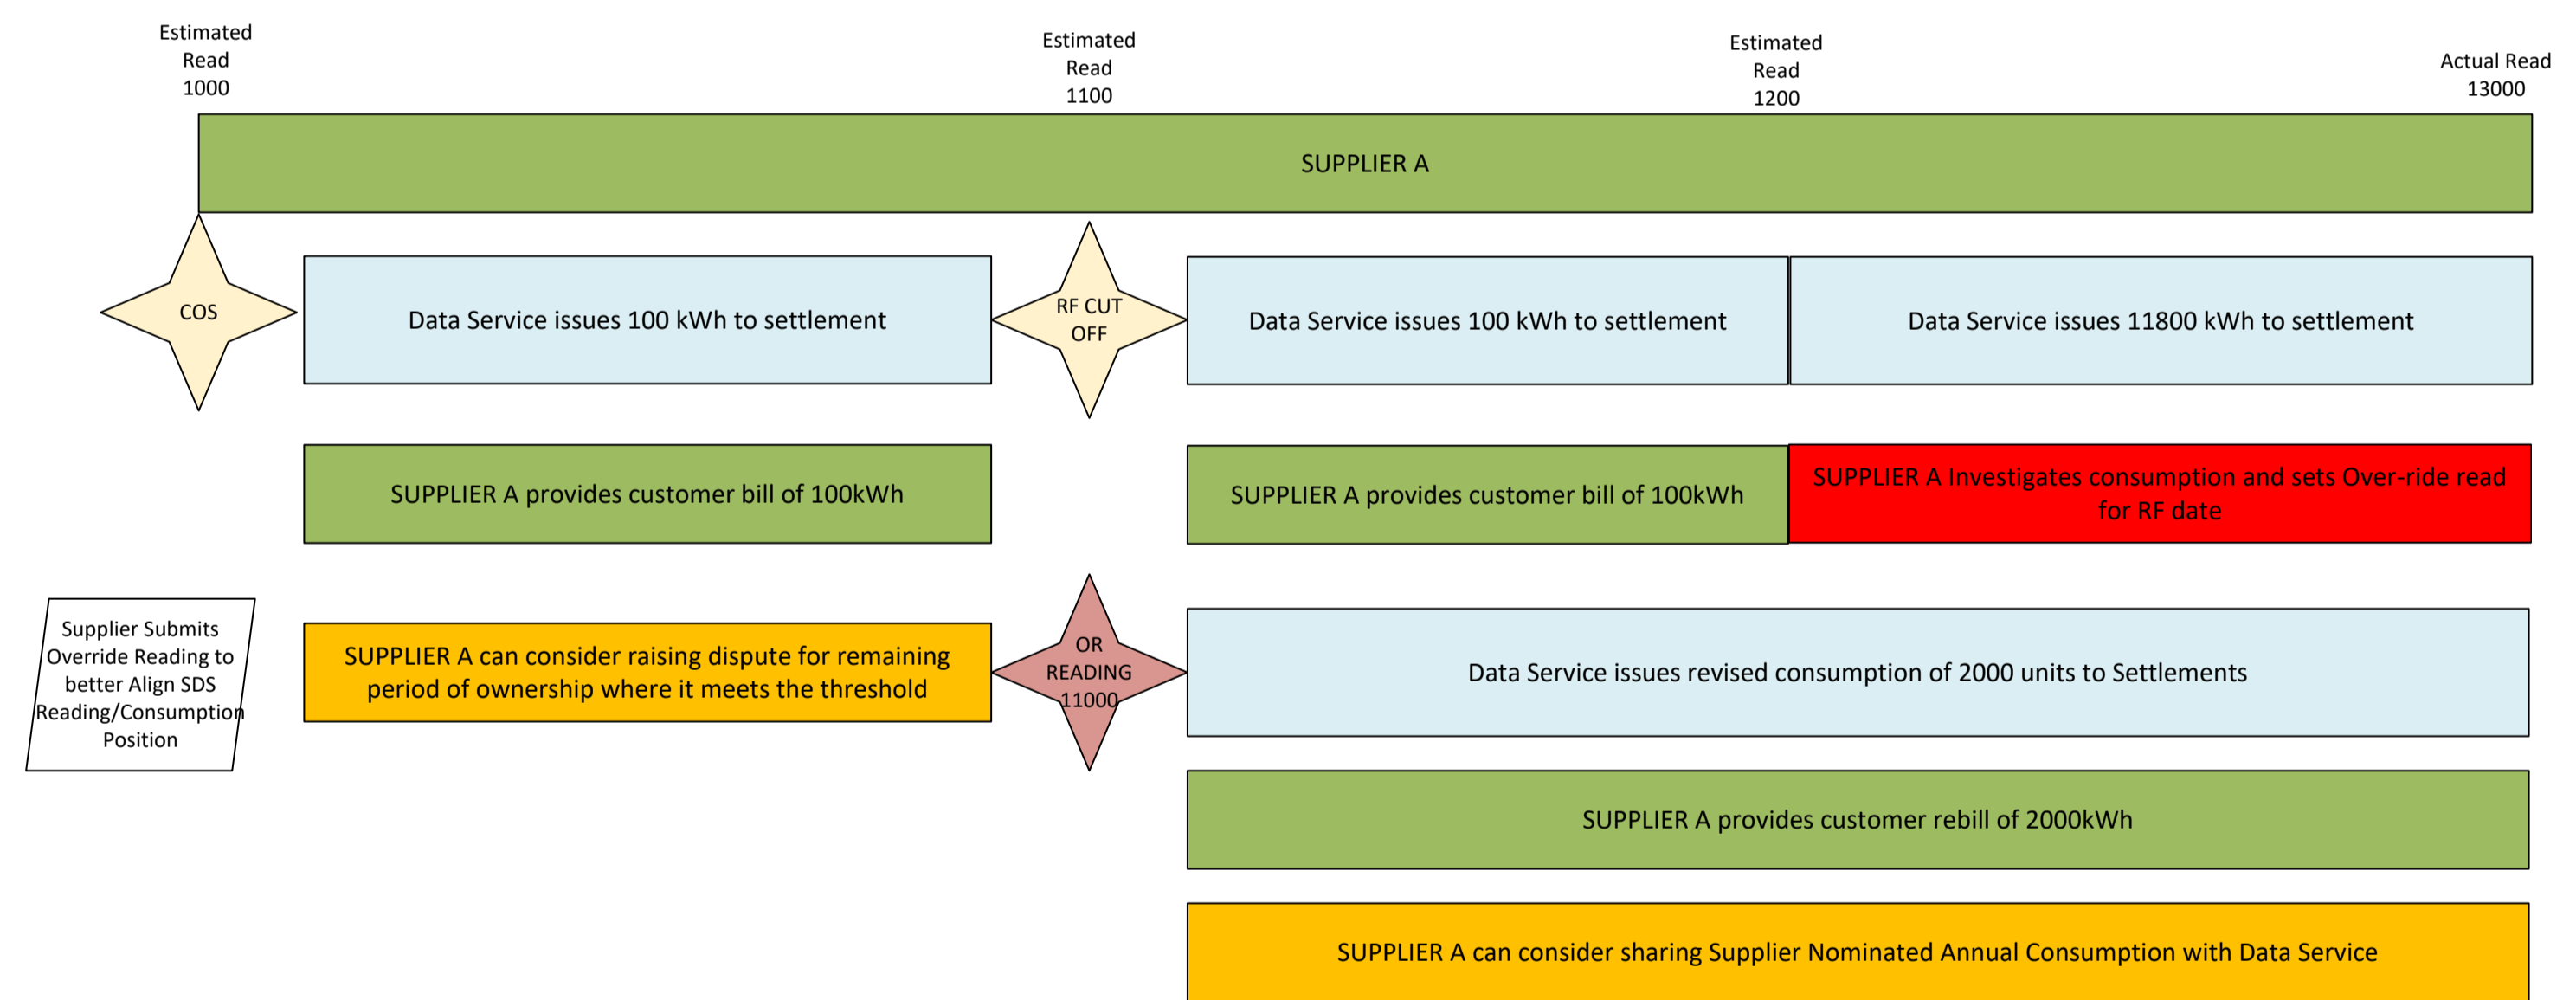 Estimated
Read
1000
Estimated
Read
1100
Estimated
Read
1200
Actual Read
13000
SUPPLIER A
COS
Data Service issues 100 kWh to settlement
RF CUT
OFF
Data Service issues 100 kWh to settlement
Data Service issues 11800 kWh to settlement
SUPPLIER A provides customer bill of 100kWh
SUPPLIER A provides customer bill of 100kWh
SUPPLIER A Investigates consumption and sets Over-ride read
for RF date
Supplier Submits
Override Reading to
better Align SDS
Reading/Consumption
Position
SUPPLIER A can consider raising dispute for remaining
period of ownership where it meets the threshold
OR
READING
11000
Data Service issues revised consumption of 2000 units to Settlements
SUPPLIER A provides customer rebill of 2000kWh
SUPPLIER A can consider sharing Supplier Nominated Annual Consumption with Data Service